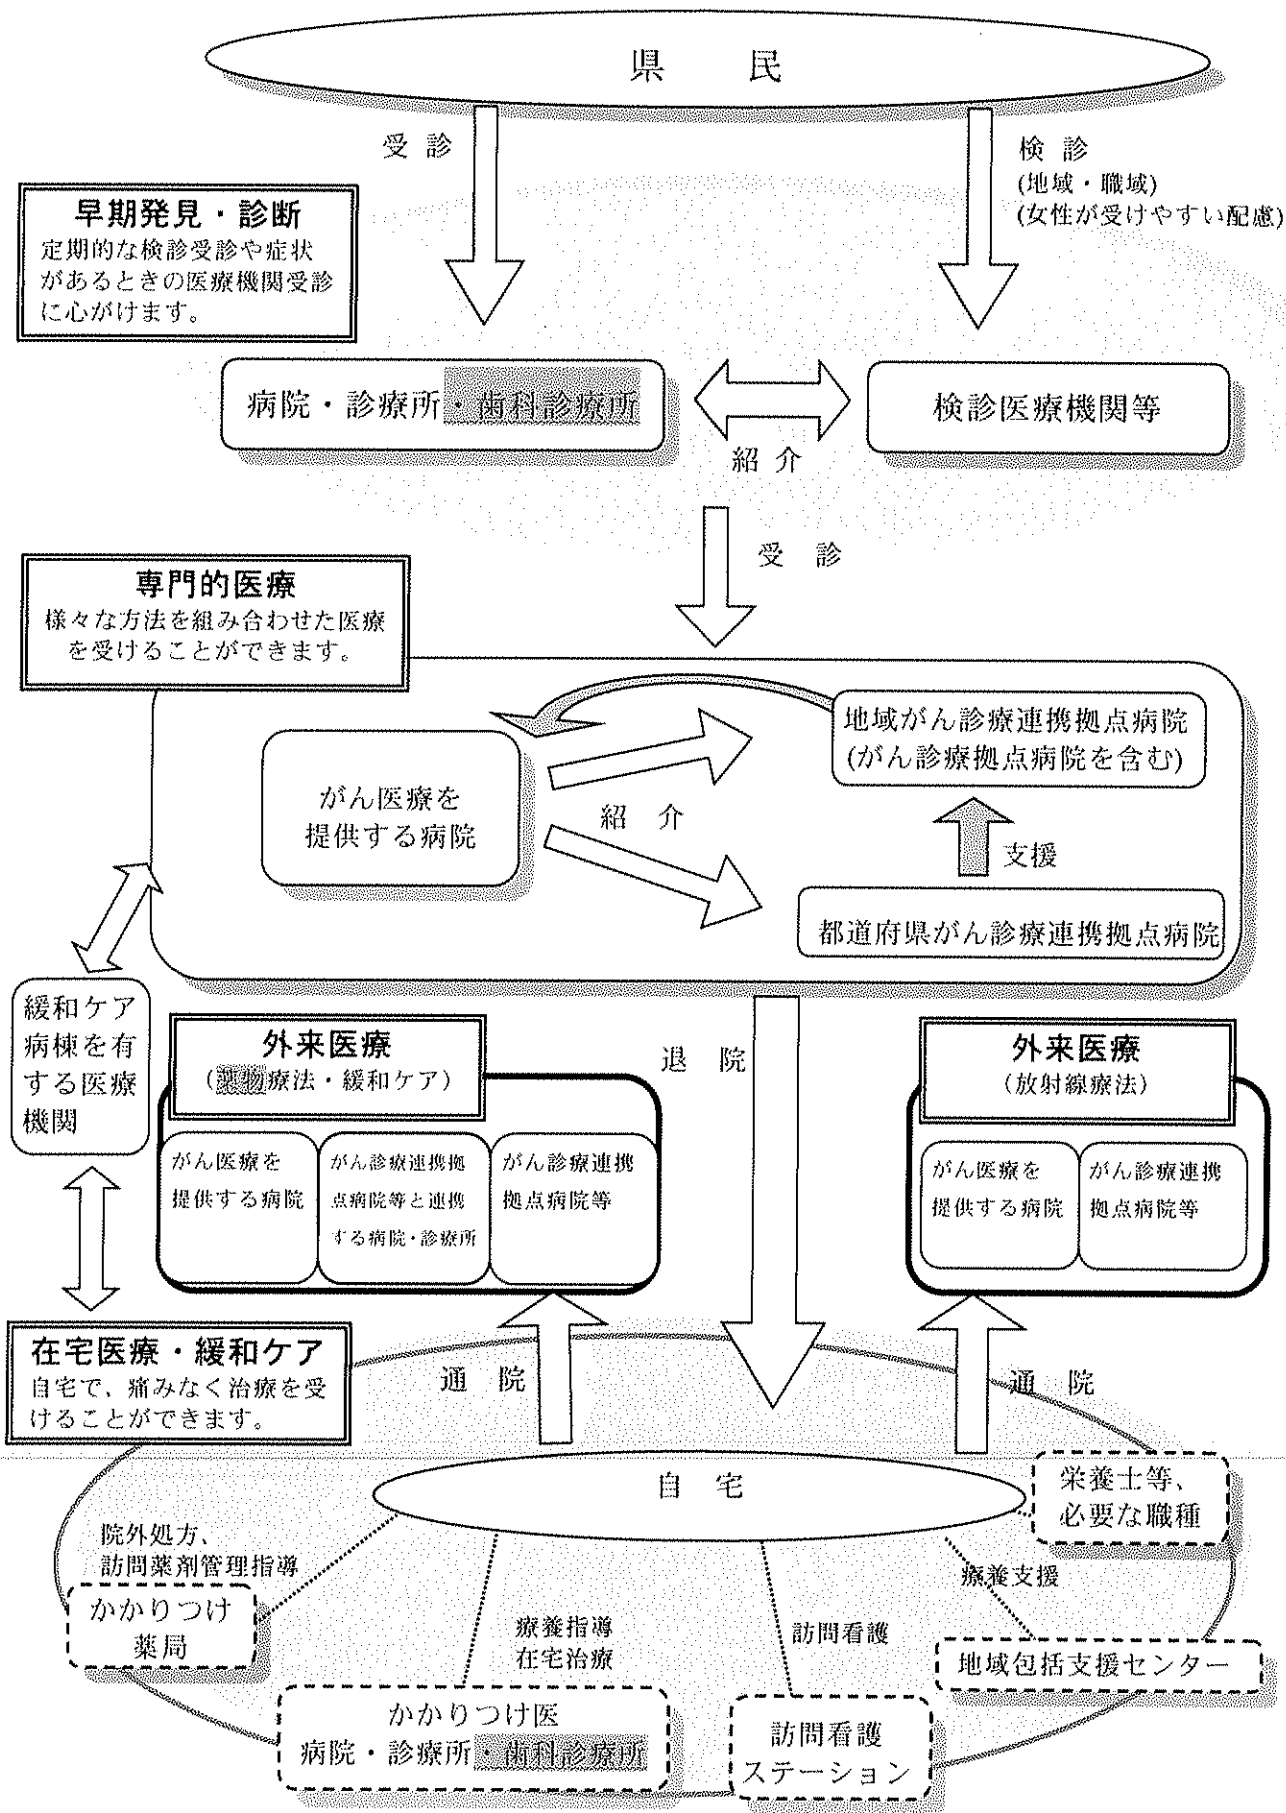 県　民
受 診
検 診
(地域・職域)
(女性が受けやすい配慮)
早期発見・診断
定期的な検診受診や症状
があるときの医療機関受診
に心がけます。
病院・診療所・歯科診療所
検診医療機関等
紹 介
受　診
専門的医療
様々な方法を組み合わせた医療
を受けることができます。
地域がん診療連携拠点病院
(がん診療拠点病院を含む)
がん医療を
提供する病院
紹　介
支援
都道府県がん診療連携拠点病院
緩和ケア
病棟を有
する医療
機関
外来医療
（薬物療法・緩和ケア）
がん医療を
提供する病院
がん診療連携拠
点病院等と連携
する病院・診療所
がん診療連携
拠点病院等
退　院
外来医療
（放射線療法）
がん医療を
提供する病院
がん診療連携
拠点病院等
在宅医療・緩和ケア
自宅で、痛みなく治療を受
けることができます。
通　院
通　院
自　宅
栄養士等、
必要な職種
院外処方、
訪問薬剤管理指導
かかりつけ
薬局
療養指導
在宅治療
訪問看護
療養支援
地域包括支援センター
かかりつけ医
病院・診療所・歯科診療所
訪問看護
ステーション